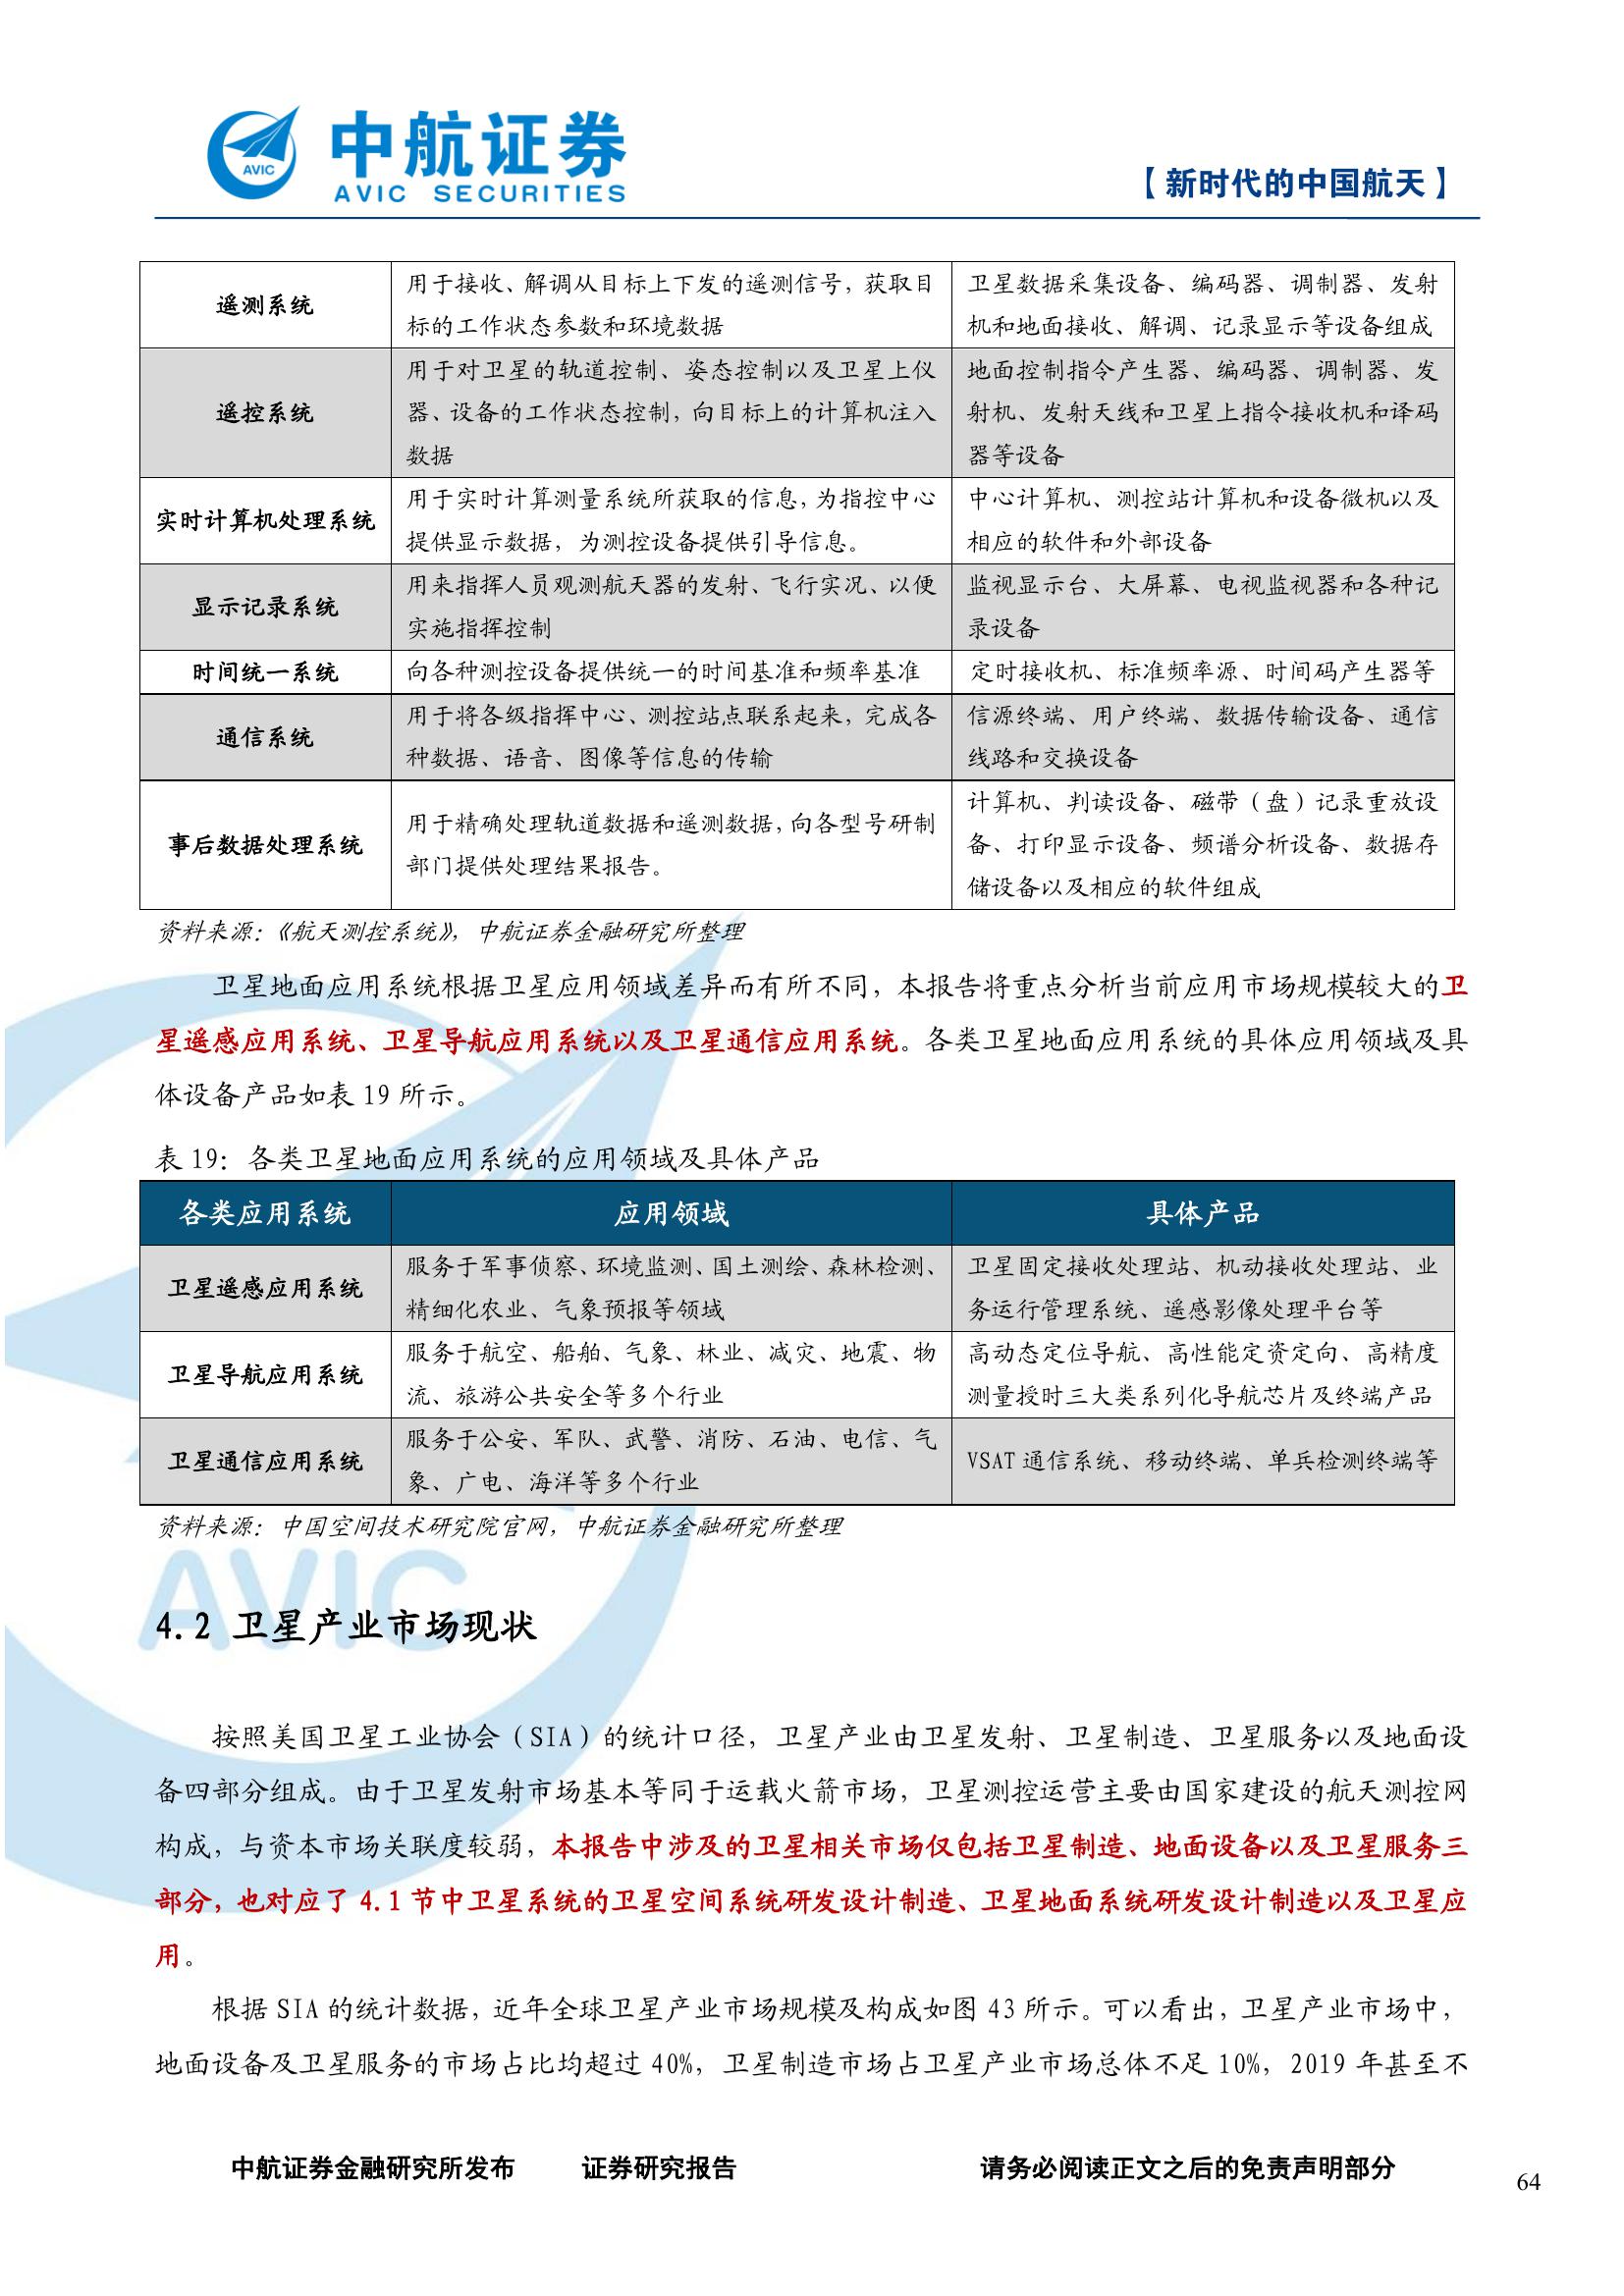 中航证券
AVIC SECURITIES
AVIC
【新时代的中国航天】
遥测系统
用于接收、解调从目标上下发的遥测信号，获取目
标的工作状态参数和环境数据
卫星数据采集设备、编码器、调制器、发射
机和地面接收、解调、记录显示等设备组成
遥控系统
用于对卫星的轨道控制、姿态控制以及卫星上仪
器、设备的工作状态控制，向目标上的计算机注入
数据
地面控制指令产生器、编码器、调制器、发
射机、发射天线和卫星上指令接收机和译码
器等设备
实时计算机处理系统
用于实时计算测量系统所获取的信息，为指控中心
提供显示数据，为测控设备提供引导信息。
中心计算机、测控站计算机和设备微机以及
相应的软件和外部设备
显示记录系统
用来指挥人员观测航天器的发射、飞行实况、以便
实施指挥控制
监视显示台、大屏幕、电视监视器和各种记
录设备
时间统一系统
向各种测控设备提供统一的时间基准和频率基准
定时接收机、标准频率源、时间码产生器等
通信系统
用于将各级指挥中心、测控站点联系起来，完成各
种数据、语音、图像等信息的传输
信源终端、用户终端、数据传输设备、通信
线路和交换设备
事后数据处理系统
用于精确处理轨道数据和遥测数据，向各型号研制
部门提供处理结果报告。
计算机、判读设备、磁带（盘）记录重放设
备、打印显示设备、频谱分析设备、数据存
储设备以及相应的软件组成
资料来源：《航天测控系统》，中航证券金融研究所整理
卫星地面应用系统根据卫星应用领域差异而有所不同，本报告将重点分析当前应用市场规模较大的卫
星遥感应用系统、卫星导航应用系统以及卫星通信应用系统。各类卫星地面应用系统的具体应用领域及具
体设备产品如表 19 所示。
表 19：各类卫星地面应用系统的应用领域及具体产品
各类应用系统
应用领域
具体产品
卫星遥感应用系统
服务于军事侦察、环境监测、国土测绘、森林检测、
精细化农业、气象预报等领域
卫星固定接收处理站、机动接收处理站、业
务运行管理系统、遥感影像处理平台等
卫星导航应用系统
服务于航空、船舶、气象、林业、减灾、地震、物
流、旅游公共安全等多个行业
高动态定位导航、高性能定资定向、高精度
测量授时三大类系列化导航芯片及终端产品
卫星通信应用系统
服务于公安、军队、武警、消防、石油、电信、气
象、广电、海洋等多个行业
VSAT 通信系统、移动终端、单兵检测终端等
资料来源：中国空间技术研究院官网，中航证券金融研究所整理
AVIC
4.2 卫星产业市场现状
按照美国卫星工业协会（SIA）的统计口径，卫星产业由卫星发射、卫星制造、卫星服务以及地面设
备四部分组成。由于卫星发射市场基本等同于运载火箭市场，卫星测控运营主要由国家建设的航天测控网
构成，与资本市场关联度较弱，本报告中涉及的卫星相关市场仅包括卫星制造、地面设备以及卫星服务三
部分，也对应了 4.1 节中卫星系统的卫星空间系统研发设计制造、卫星地面系统研发设计制造以及卫星应
用。
根据 SIA 的统计数据，近年全球卫星产业市场规模及构成如图 43 所示。可以看出，卫星产业市场中，
地面设备及卫星服务的市场占比均超过 40%，卫星制造市场占卫星产业市场总体不足 10%，2019 年甚至不
中航证券金融研究所发布 证券研究报告 请务必阅读正文之后的免责声明部分
64